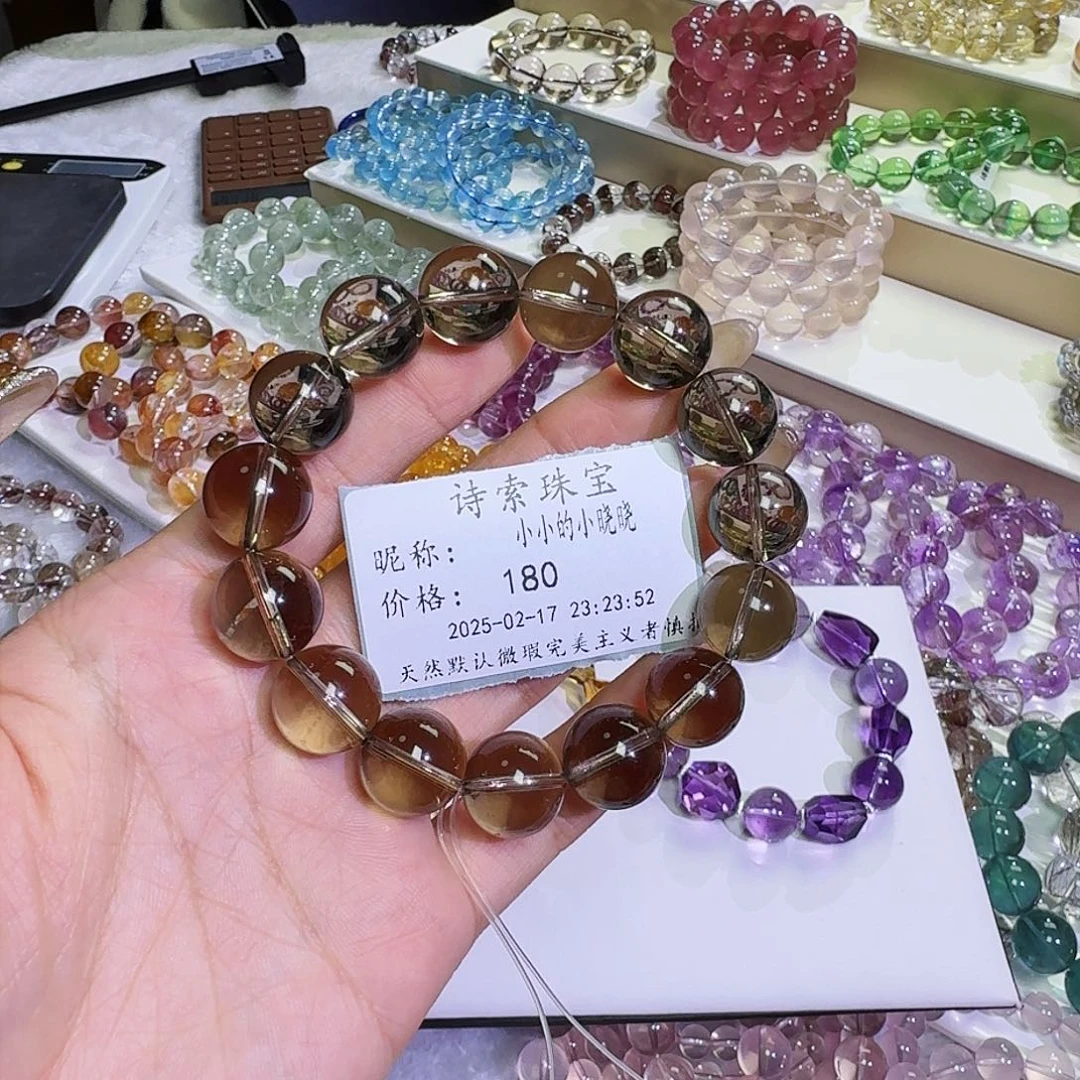 诗索珠宝
小小的小晓晓
昵称：
价格： 180
2025-02-17 23:23:52
天然默认微瑕完美主义者慎